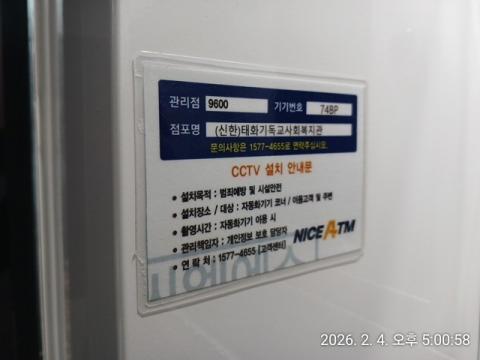 관리점 9600 기기번호 74BP
점포명 (신한)태화기독교사회복지관
문의사항은 1577-4655로 연락주십시오.
CCTV 설치 안내문
• 설치목적 : 범죄예방 및 시설안전
• 설치장소 / 대상 : 자동화기기 코너 / 이용고객 및 주변
• 촬영시간 : 자동화기기 이용 시
• 관리책임자 : 개인정보 보호 담당자
• 연 락 처 : 1577-4655 [고객센터]
NICE ATM
2026. 2. 4. 오후 5:00:58